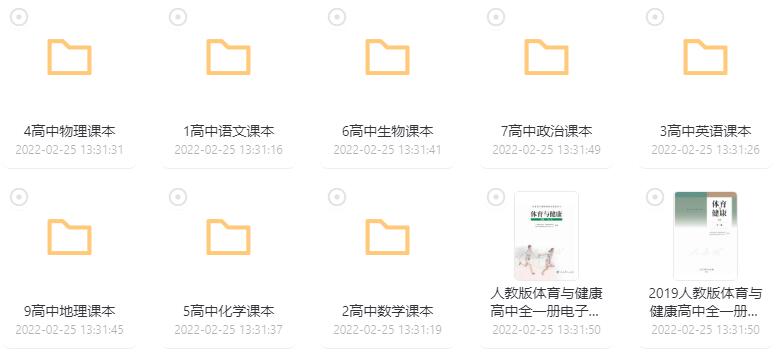 4高中物理课本
2022-02-25 13:31:31
1高中语文课本
2022-02-25 13:31:16
6高中生物课本
2022-02-25 13:31:41
7高中政治课本
2022-02-25 13:31:49
3高中英语课本
2022-02-25 13:31:26
9高中地理课本
2022-02-25 13:31:45
5高中化学课本
2022-02-25 13:31:37
2高中数学课本
2022-02-25 13:31:19
体育与健康
人教版体育与健康
高中全一册电子...
2022-02-25 13:31:50
体育
健康
2019人教版体育与
健康高中全一册...
2022-02-25 13:31:50